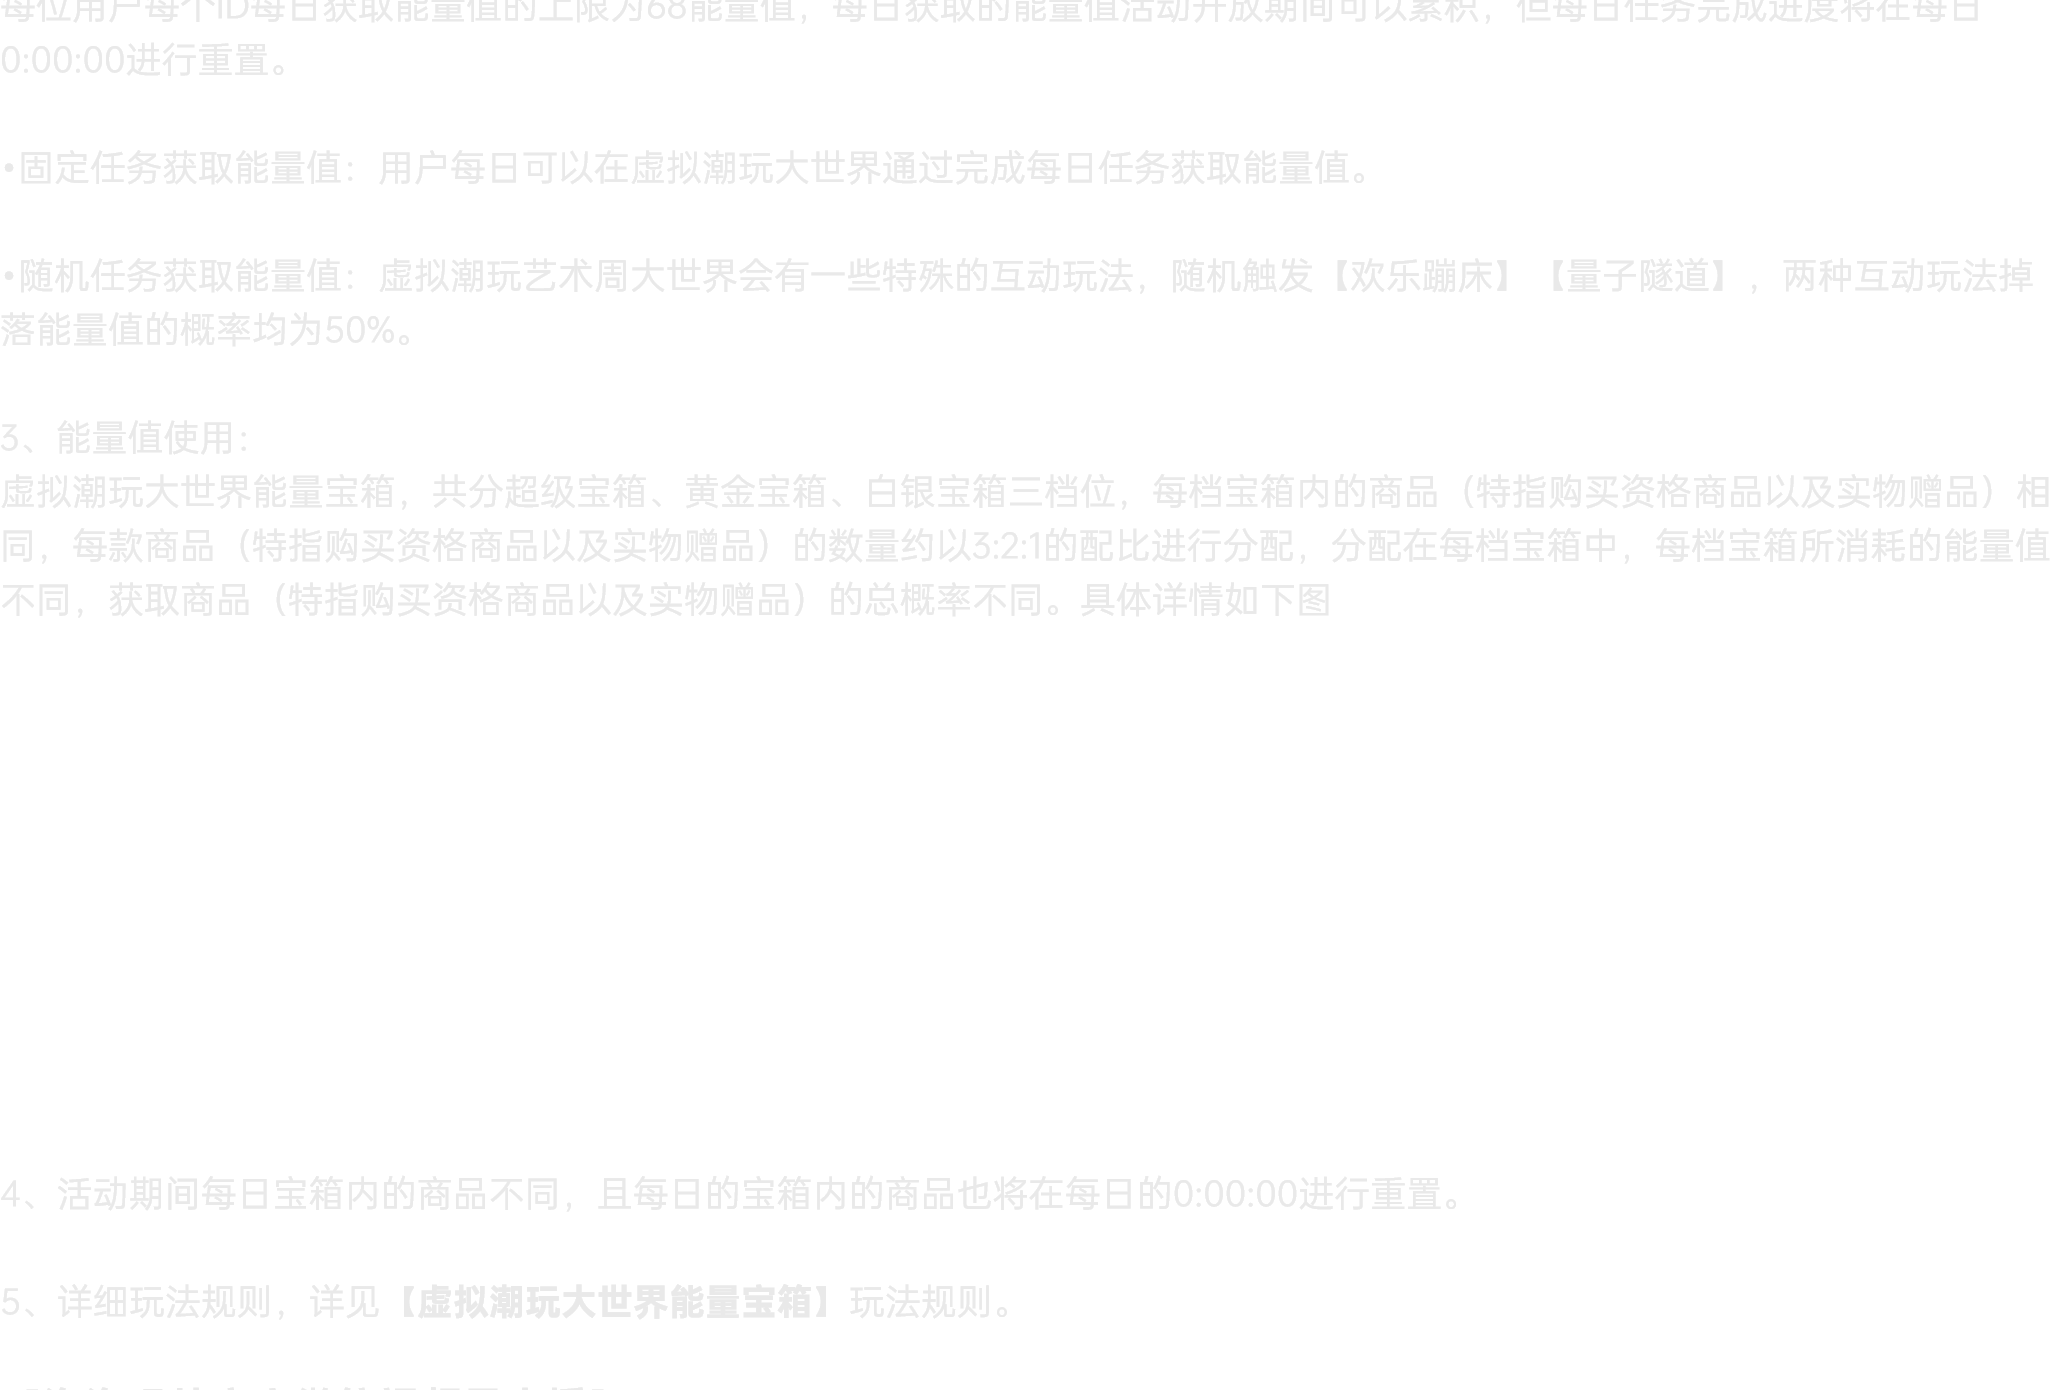 每位用户每个ID每日获取能量值的上限为68能量值，每日获取的能量值活动开放期间可以累积，但每日任务完成进度将在每日
0:00:00进行重置。
•固定任务获取能量值：用户每日可以在虚拟潮玩大世界通过完成每日任务获取能量值。
•随机任务获取能量值：虚拟潮玩艺术周大世界会有一些特殊的互动玩法，随机触发【欢乐蹦床】【量子隧道】，两种互动玩法掉
落能量值的概率均为50%。
3、能量值使用：
虚拟潮玩大世界能量宝箱，共分超级宝箱、黄金宝箱、白银宝箱三档位，每档宝箱内的商品（特指购买资格商品以及实物赠品）相
同，每款商品（特指购买资格商品以及实物赠品）的数量约以3:2:1的配比进行分配，分配在每档宝箱中，每档宝箱所消耗的能量值
不同，获取商品（特指购买资格商品以及实物赠品）的总概率不同。具体详情如下图
4、活动期间每日宝箱内的商品不同，且每日的宝箱内的商品也将在每日的0:00:00进行重置。
5、详细玩法规则，详见【虚拟潮玩大世界能量宝箱】玩法规则。